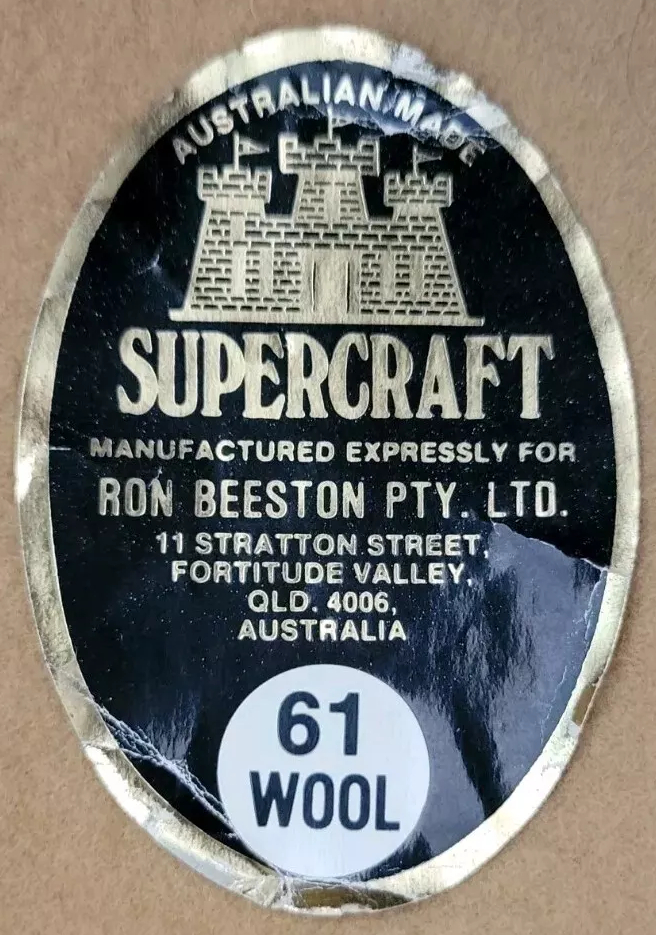 AUSTRALIAN MADE
SUPERCRAFT
MANUFACTURED EXPRESSLY FOR
RON BEESTON PTY. LTD.
11 STRATTON STREET,
FORTITUDE VALLEY,
QLD. 4006,
AUSTRALIA
61
WOOL